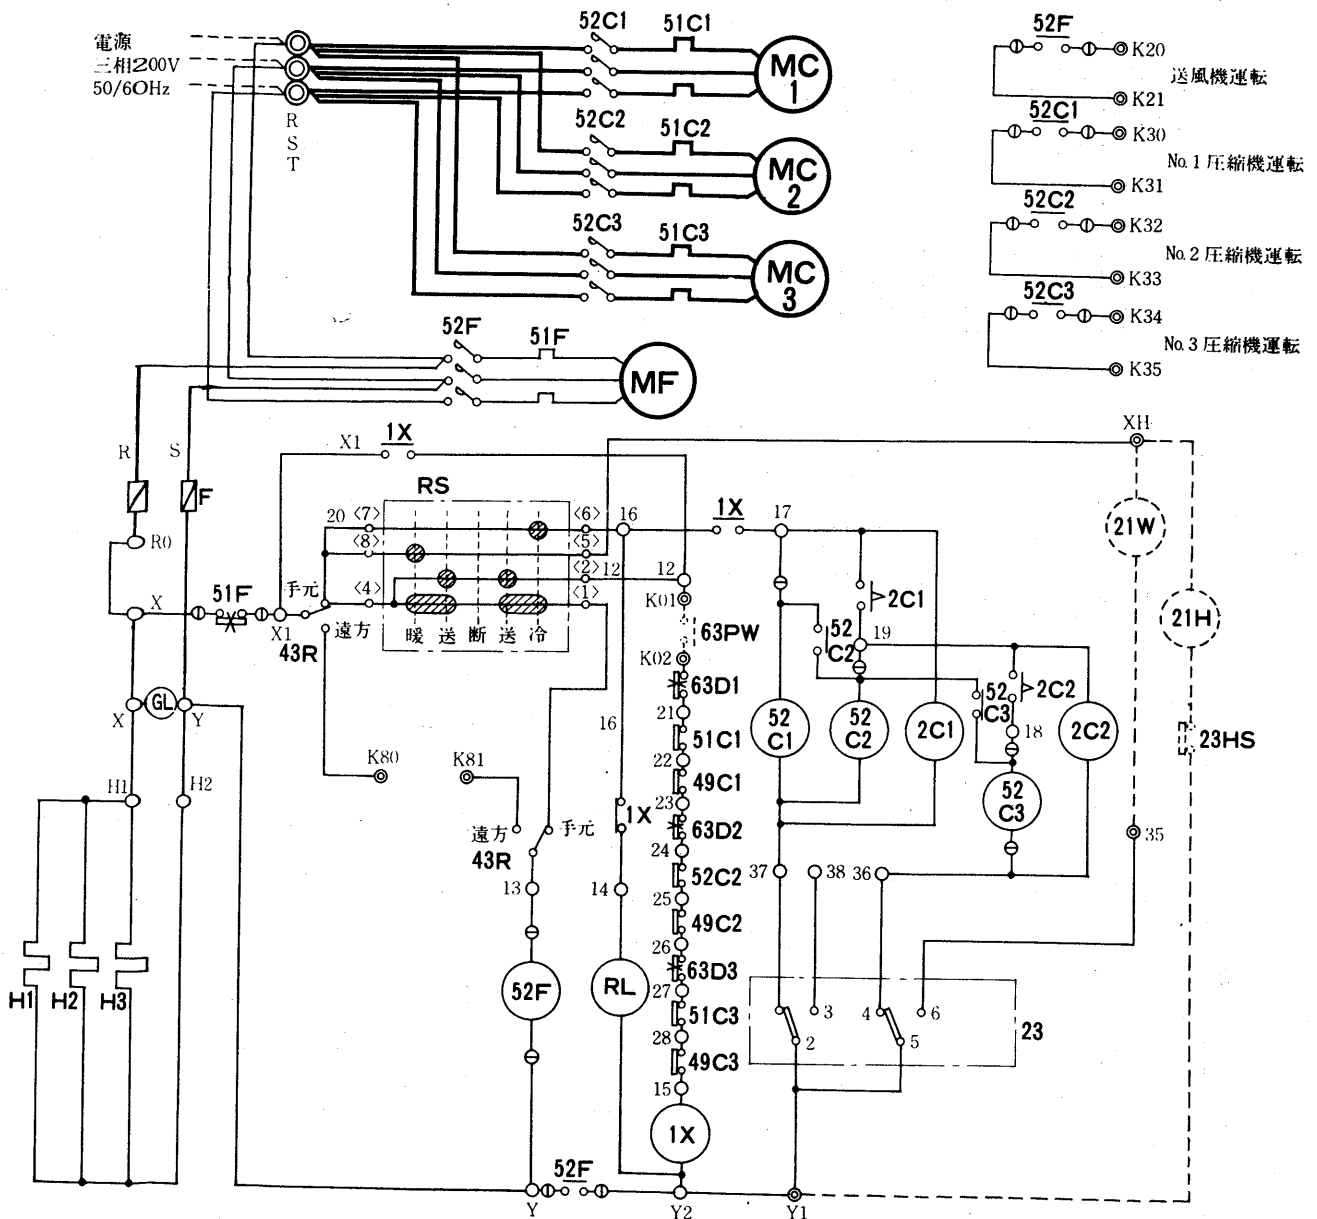 電源
三相200V
50/60Hz
R
S
T
52C1
51C1
MC
1
52C2
51C2
MC
2
52C3
51C3
MC
3
52F
51F
MF
52F
K20
送風機運転
K21
52C1
K30
No.1圧縮機運転
K31
52C2
K32
No.2圧縮機運転
K33
52C3
K34
No.3圧縮機運転
K35
R
S
F
R0
X
51F
X1
X1
1X
RS
20
〈7〉
〈8〉
〈4〉
〈6〉
〈5〉
〈2〉
〈1〉
12
手元
遠方
43R
暖 送 断 送 冷
16
1X
17
XH
21W
21H
23HS
35
12
K01
63PW
K02
63D1
21
51C1
22
49C1
23
63D2
24
52C2
25
49C2
26
63D3
27
51C3
28
49C3
15
1X
16
1X
14
RL
K80
K81
遠方
43R
手元
13
52F
52F
Y
Y2
Y1
X
GL
Y
H1
H2
H1
H2
H3
2C1
52
C2
19
52
C3
2C2
18
52
C1
52
C2
2C1
2C2
52
C3
37
38
36
3
2
4
6
5
23